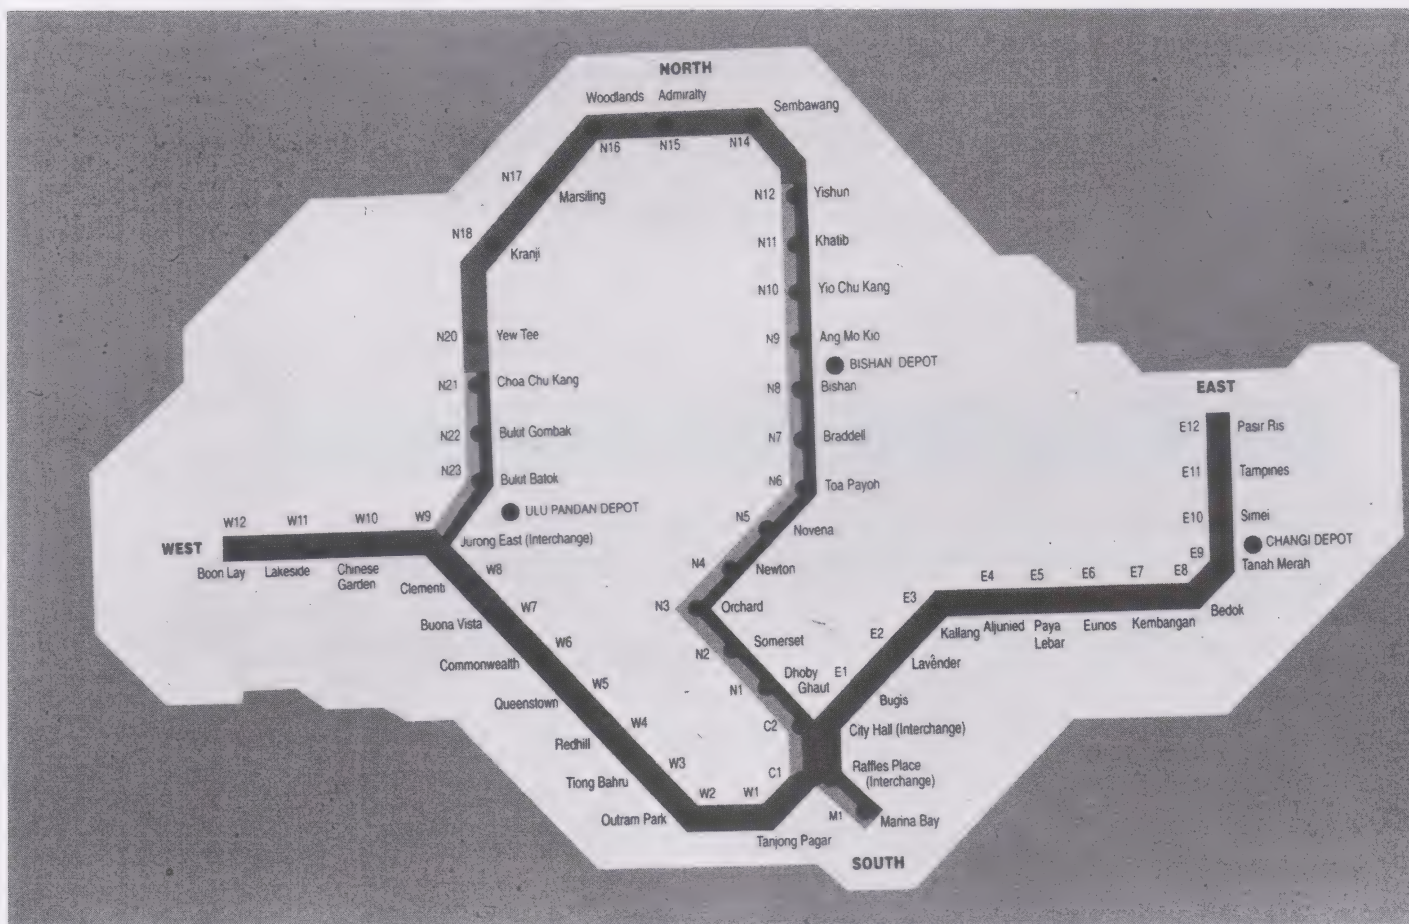 NORTH
Woodlands
Admiralty
Sembawang
N16
N15
N14
N17
Marsiling
N12
Yishun
N18
Kranji
N11
Khatib
N10
Yio Chu Kang
N20
Yew Tee
N9
Ang Mo Kio
BISHAN DEPOT
N21
Choa Chu Kang
N8
Bishan
EAST
N22
Bukit Gombak
N7
Braddell
E12
Pasir Ris
N23
Bukit Batok
N6
Toa Payoh
E11
Tampines
ULU PANDAN DEPOT
W12
W11
W10
W9
N5
Novena
E10
Simei
WEST
Jurong East (Interchange)
CHANGI DEPOT
Boon Lay
Lakeside
Chinese
Garden
Clementi
W8
N4
Newton
E9
Tanah Merah
E4
E5
E6
E7
E8
Buona Vista
W7
N3
Orchard
E3
Bedok
Kallang
Aljunied
Paya
Lebar
Eunos
Kembangan
Commonwealth
W6
Somerset
E2
Lavender
Queenstown
W5
N2
Dhoby
Ghaut
E1
N1
Bugis
Redhill
W4
C2
City Hall (Interchange)
Tiong Bahru
W3
C1
Raffles Place
(Interchange)
Outram Park
W2
W1
M1
Marina Bay
Tanjong Pagar
SOUTH